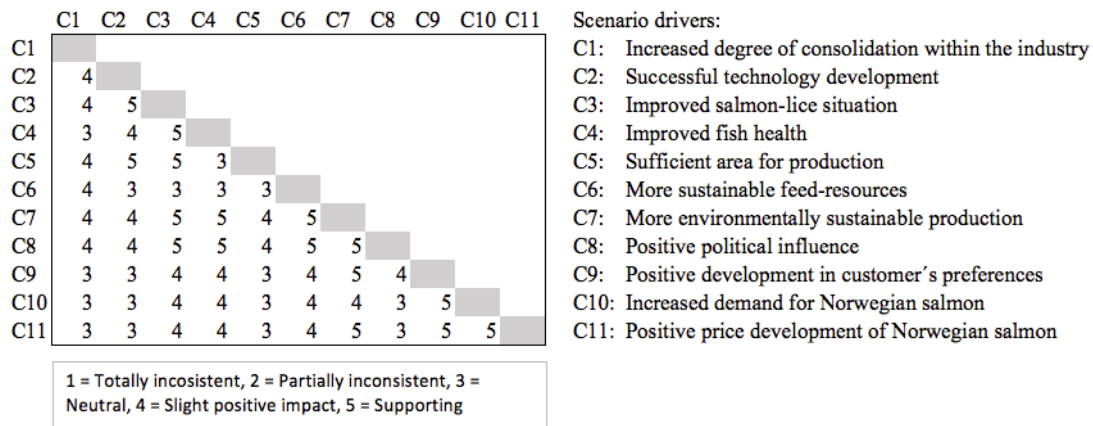 C1 C2 C3 C4 C5 C6 C7 C8 C9 C10 C11
C1
C2 4
C3 4 5
C4 3 4 5
C5 4 5 5 3
C6 4 3 3 3 3
C7 4 4 5 5 4 5
C8 4 4 5 5 4 5 5
C9 3 3 4 4 3 4 5 4
C10 3 3 4 4 3 4 4 3 5
C11 3 3 4 4 3 4 5 3 5 5
1 = Totally incosistent, 2 = Partially inconsistent, 3 =
Neutral, 4 = Slight positive impact, 5 = Supporting
Scenario drivers:
C1: Increased degree of consolidation within the industry
C2: Successful technology development
C3: Improved salmon-lice situation
C4: Improved fish health
C5: Sufficient area for production
C6: More sustainable feed-resources
C7: More environmentally sustainable production
C8: Positive political influence
C9: Positive development in customer´s preferences
C10: Increased demand for Norwegian salmon
C11: Positive price development of Norwegian salmon